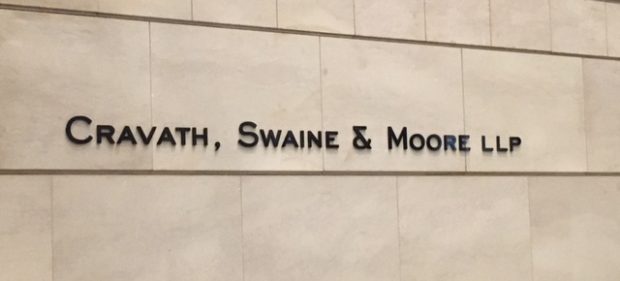 Cravath, Swaine & Moore LLP